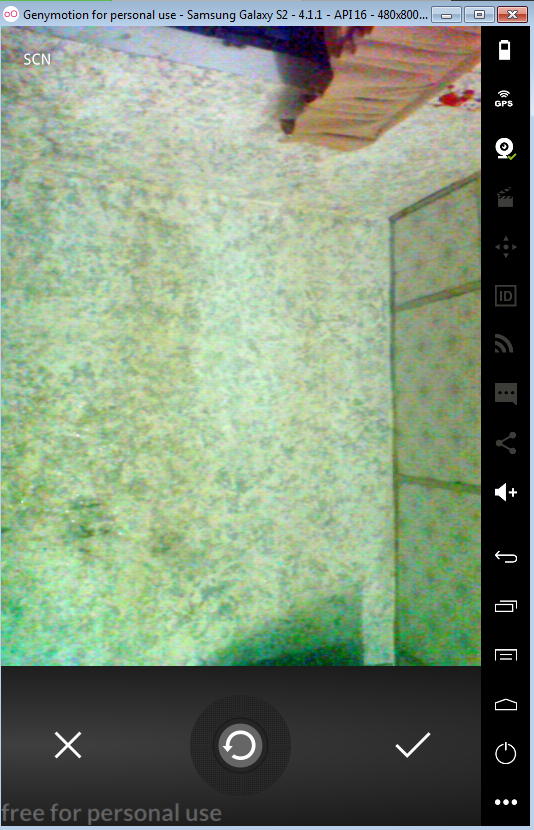 Genymotion for personal use - Samsung Galaxy S2 - 4.1.1 - API 16 - 480x800...
SCN
GPS
ID
free for personal use